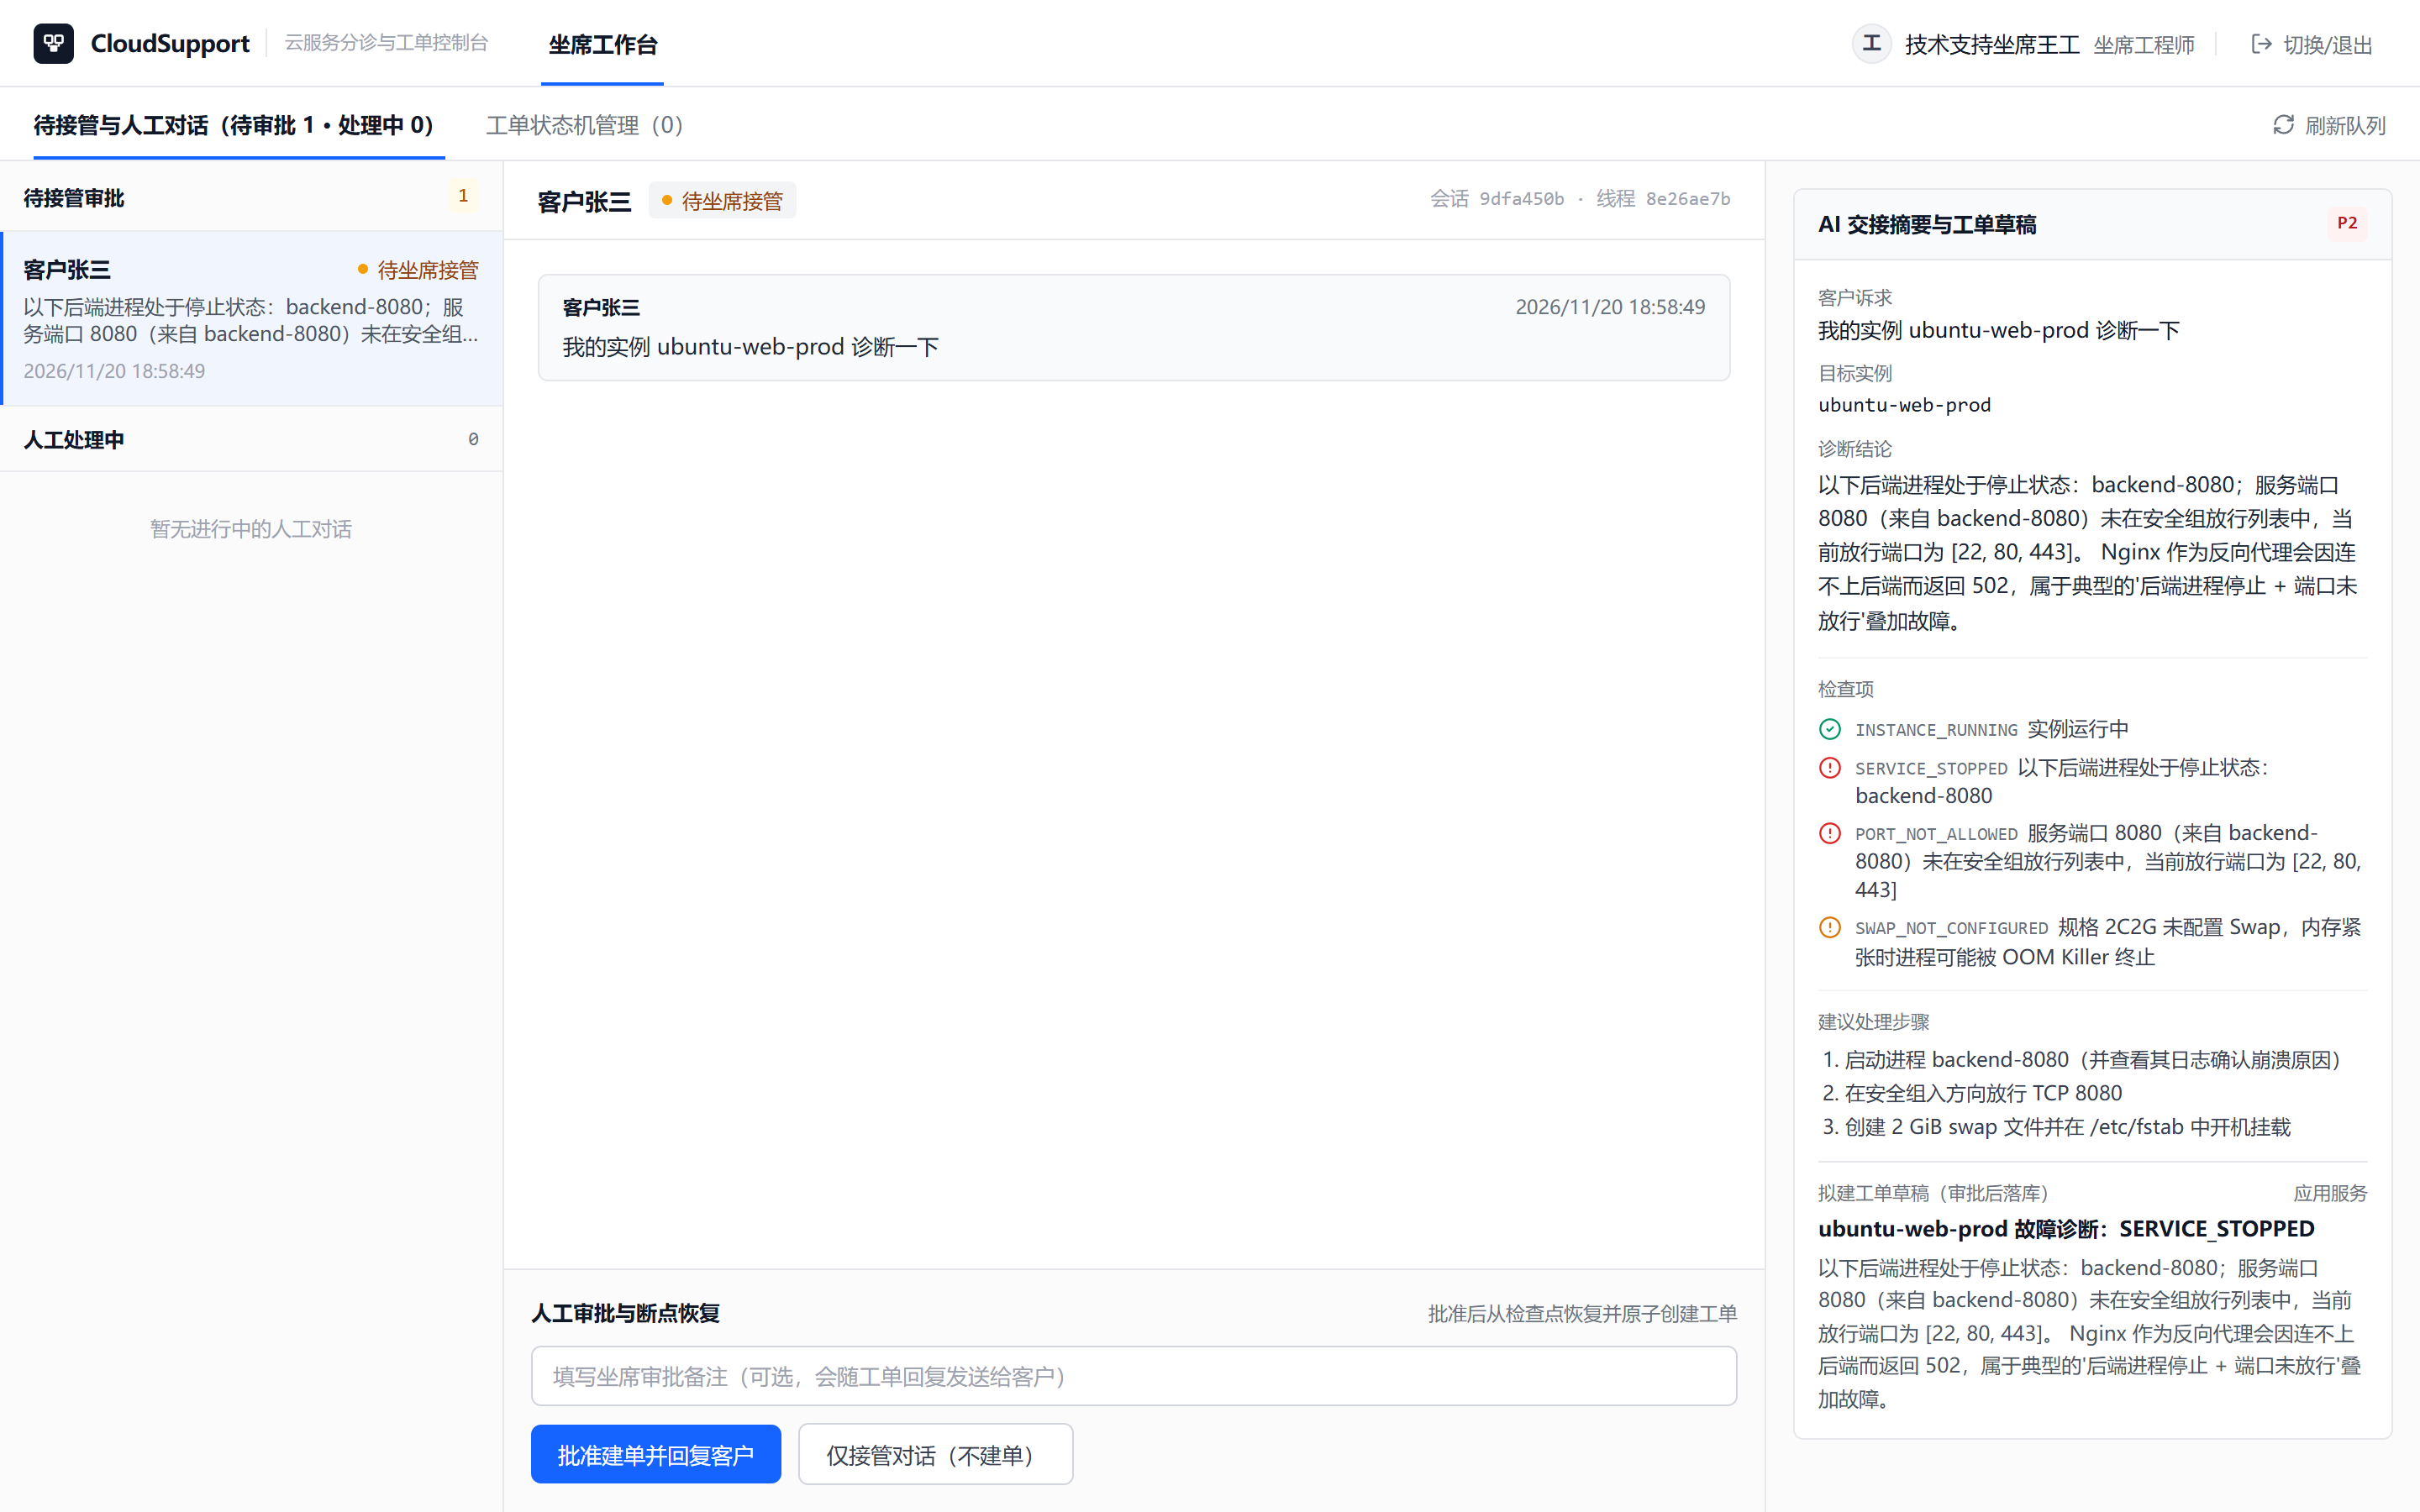 CloudSupport
云服务分诊与工单控制台
坐席工作台
工
技术支持坐席王工
坐席工程师
切换/退出
待接管与人工对话（待审批 1 • 处理中 0）
工单状态机管理（0）
刷新队列
待接管审批
1
客户张三
待坐席接管
以下后端进程处于停止状态：backend-8080；服
务端口 8080（来自 backend-8080）未在安全组...
2026/11/20 18:58:49
人工处理中
0
暂无进行中的人工对话
客户张三
待坐席接管
会话 9dfa450b · 线程 8e26ae7b
客户张三
2026/11/20 18:58:49
我的实例 ubuntu-web-prod 诊断一下
人工审批与断点恢复
批准后从检查点恢复并原子创建工单
填写坐席审批备注（可选，会随工单回复发送给客户）
批准建单并回复客户
仅接管对话（不建单）
AI 交接摘要与工单草稿
P2
客户诉求
我的实例 ubuntu-web-prod 诊断一下
目标实例
ubuntu-web-prod
诊断结论
以下后端进程处于停止状态：backend-8080；服务端口
8080（来自 backend-8080）未在安全组放行列表中，当
前放行端口为 [22, 80, 443]。 Nginx 作为反向代理会因连
不上后端而返回 502，属于典型的'后端进程停止 + 端口未
放行'叠加故障。
检查项
INSTANCE_RUNNING 实例运行中
SERVICE_STOPPED 以下后端进程处于停止状态：
backend-8080
PORT_NOT_ALLOWED 服务端口 8080（来自 backend-
8080）未在安全组放行列表中，当前放行端口为 [22, 80,
443]
SWAP_NOT_CONFIGURED 规格 2C2G 未配置 Swap，内存紧
张时进程可能被 OOM Killer 终止
建议处理步骤
1. 启动进程 backend-8080（并查看其日志确认崩溃原因）
2. 在安全组入方向放行 TCP 8080
3. 创建 2 GiB swap 文件并在 /etc/fstab 中开机挂载
拟建工单草稿（审批后落库）
应用服务
ubuntu-web-prod 故障诊断：SERVICE_STOPPED
以下后端进程处于停止状态：backend-8080；服务端口
8080（来自 backend-8080）未在安全组放行列表中，当前
放行端口为 [22, 80, 443]。 Nginx 作为反向代理会因连不上
后端而返回 502，属于典型的'后端进程停止 + 端口未放行'叠
加故障。